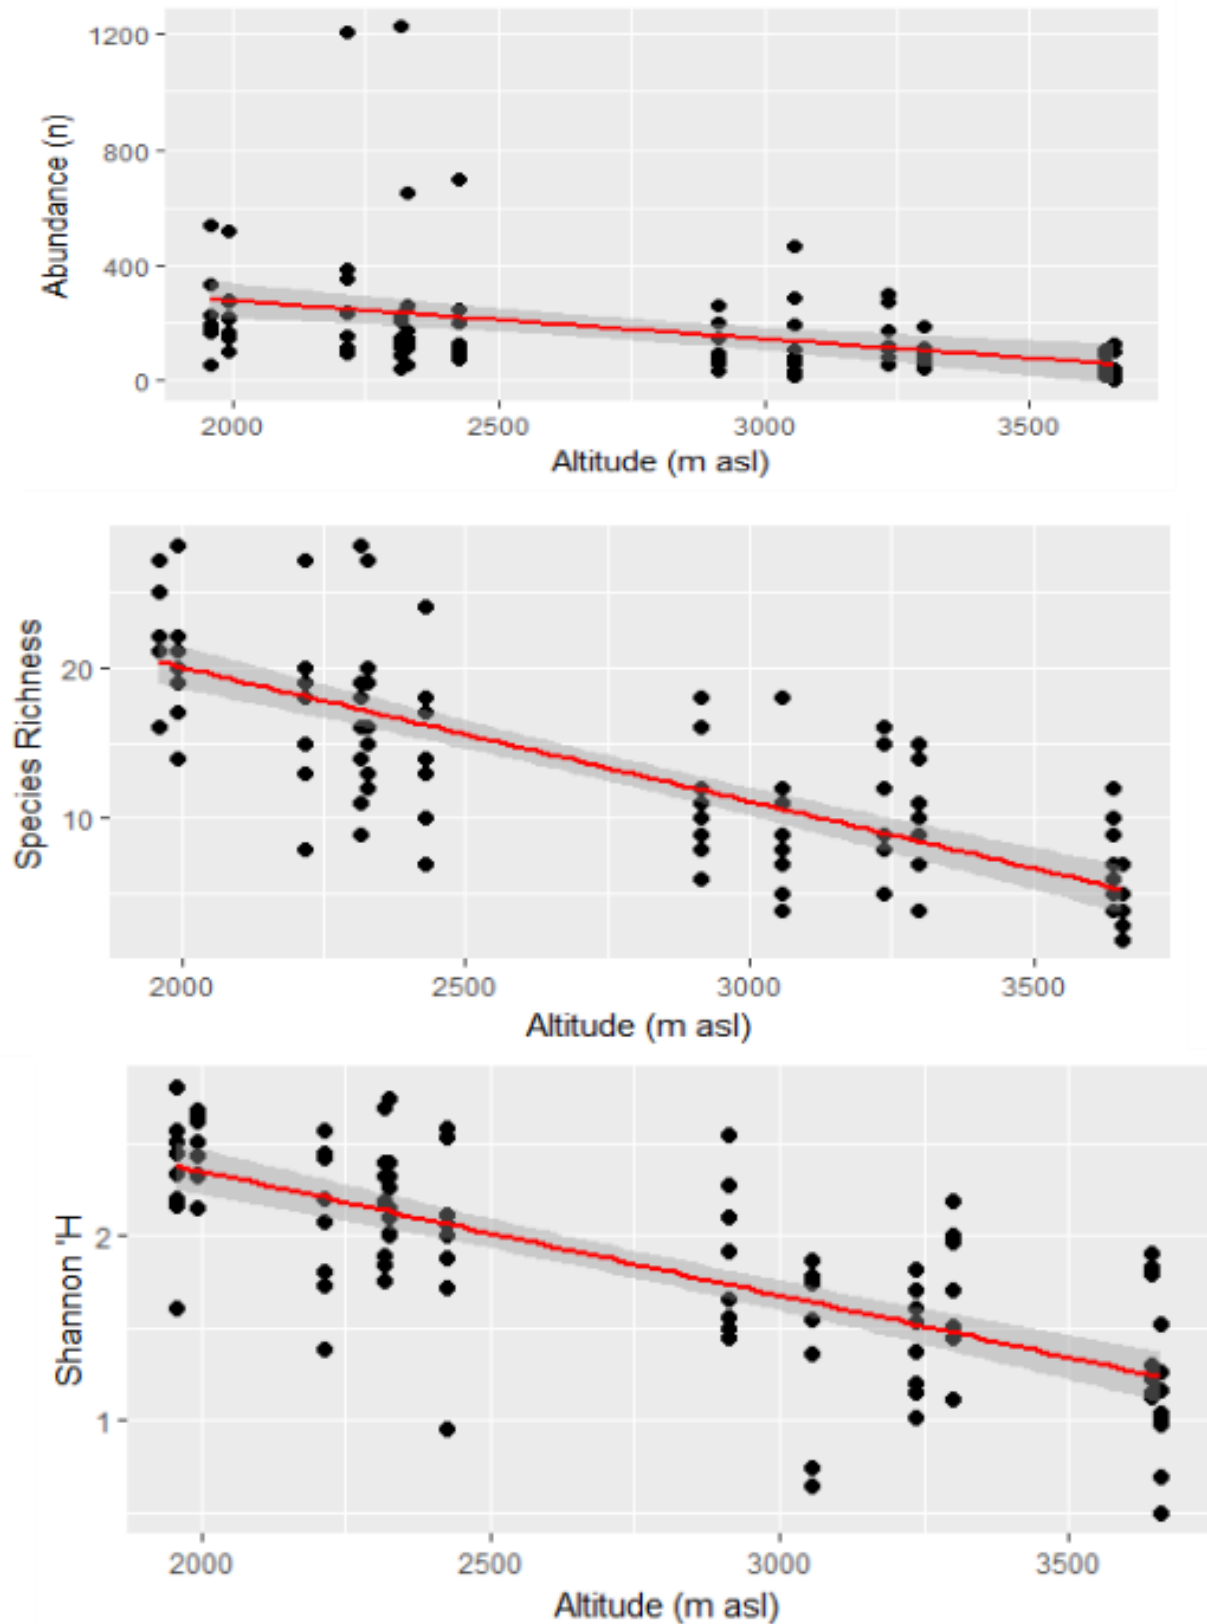 1200
800
400
0
Abundance (n)
2000 2500 3000 3500
Altitude (m asl)
20
10
Species Richness
2000 2500 3000 3500
Altitude (m asl)
2
1
Shannon 'H
2000 2500 3000 3500
Altitude (m asl)